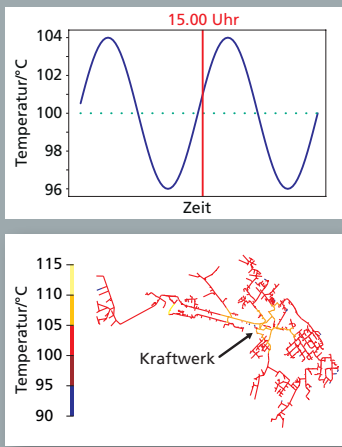 15.00 Uhr
Temperatur/°C
104
102
100
98
96
Zeit
Temperatur/°C
115
110
105
100
95
90
Kraftwerk